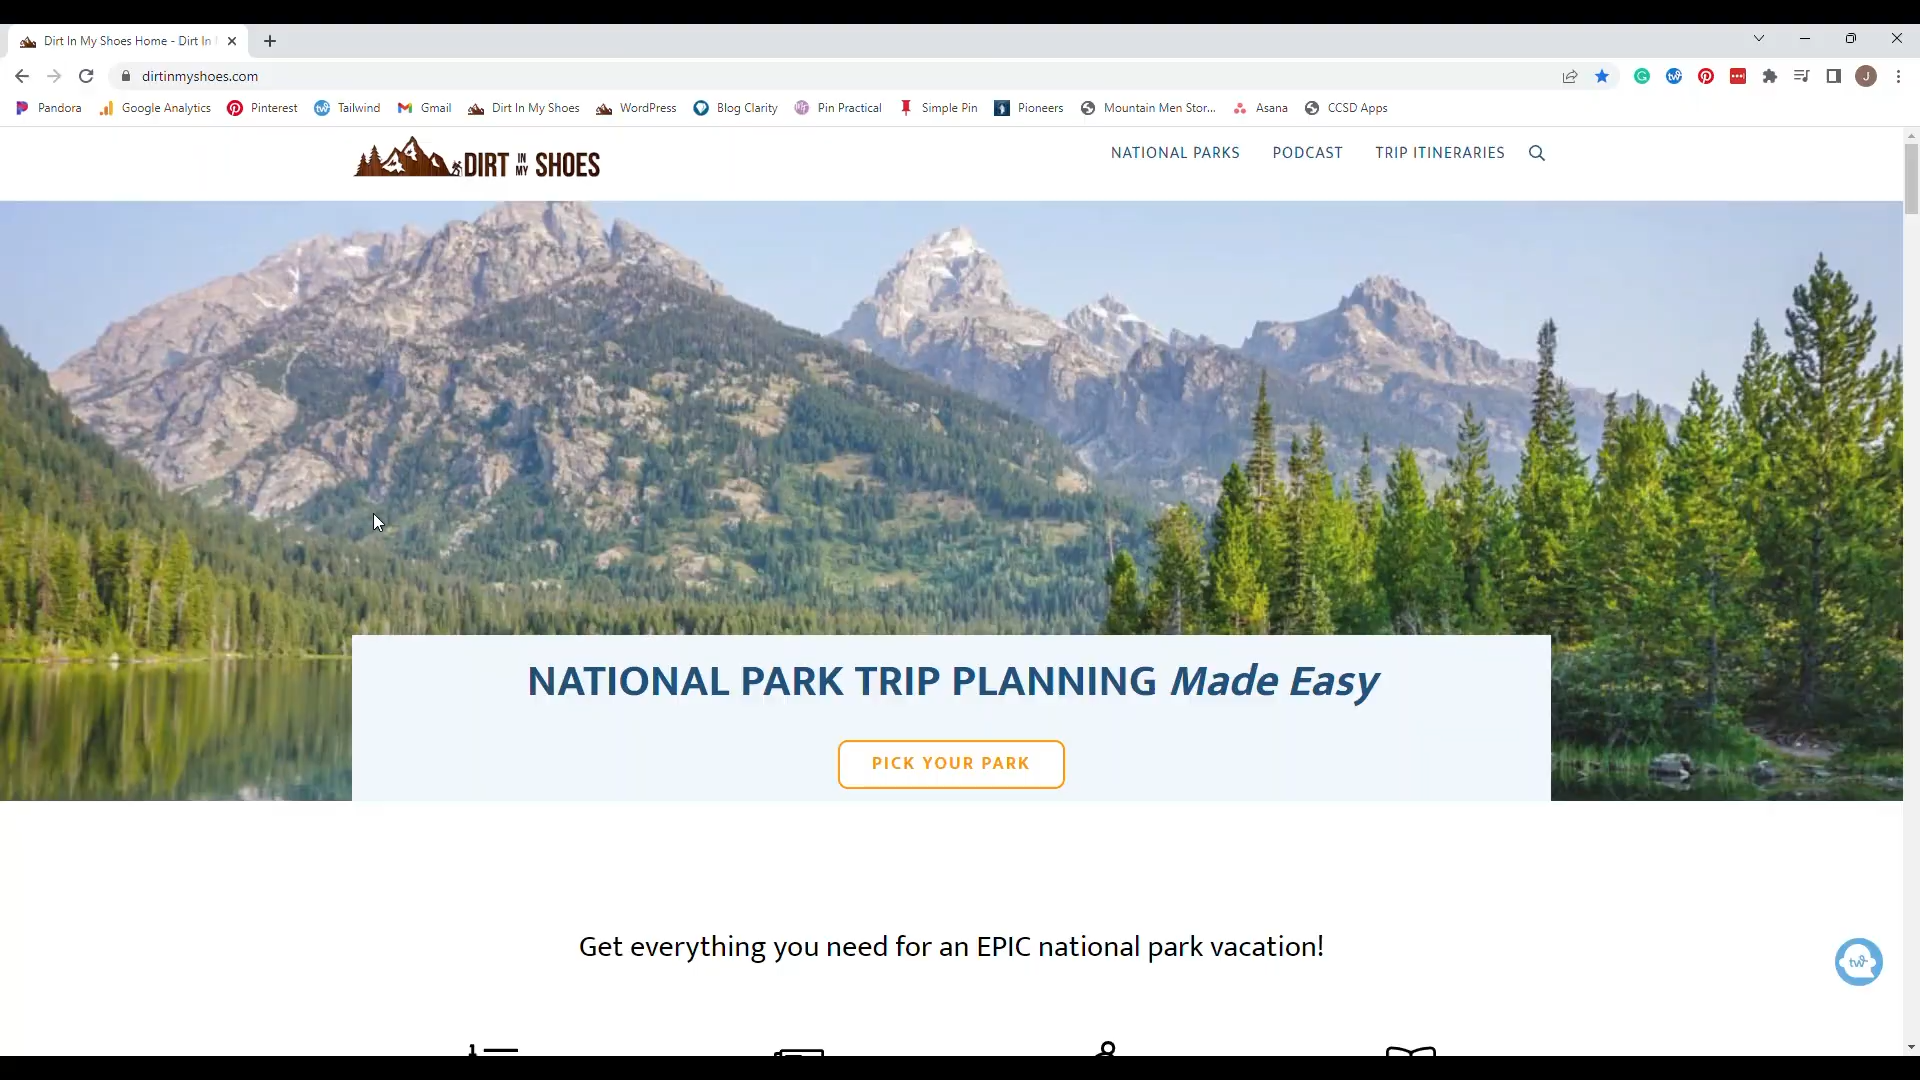 Dirt In My Shoes Home - Dirt In
dirtinmyshoes.com
J
Pandora Google Analytics Pinterest Tailwind Gmail Dirt In My Shoes WordPress Blog Clarity Pin Practical Simple Pin Pioneers Mountain Men Stor... Asana CCSD Apps
DIRT IN MY SHOES
NATIONAL PARKS PODCAST TRIP ITINERARIES
NATIONAL PARK TRIP PLANNING Made Easy
PICK YOUR PARK
Get everything you need for an EPIC national park vacation!
tw
1